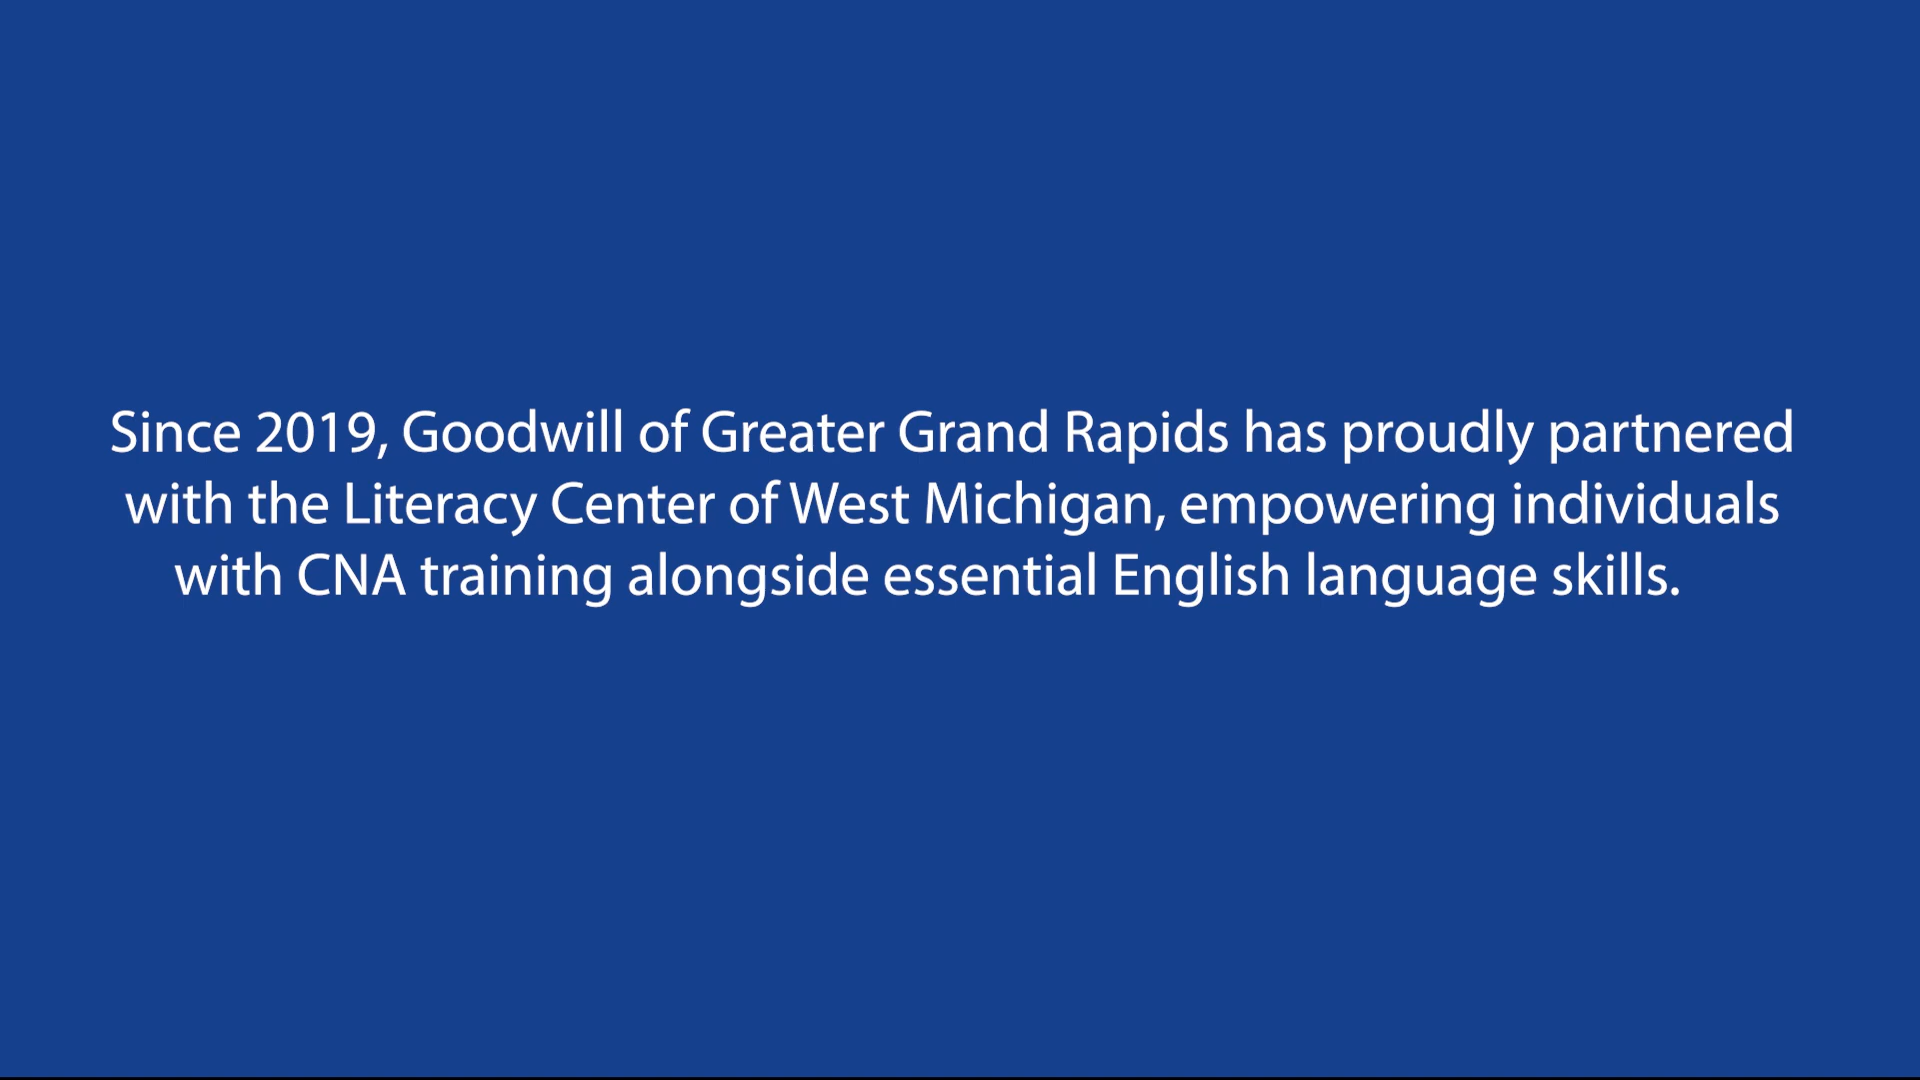 Since 2019, Goodwill of Greater Grand Rapids has proudly partnered
with the Literacy Center of West Michigan, empowering individuals
with CNA training alongside essential English language skills.